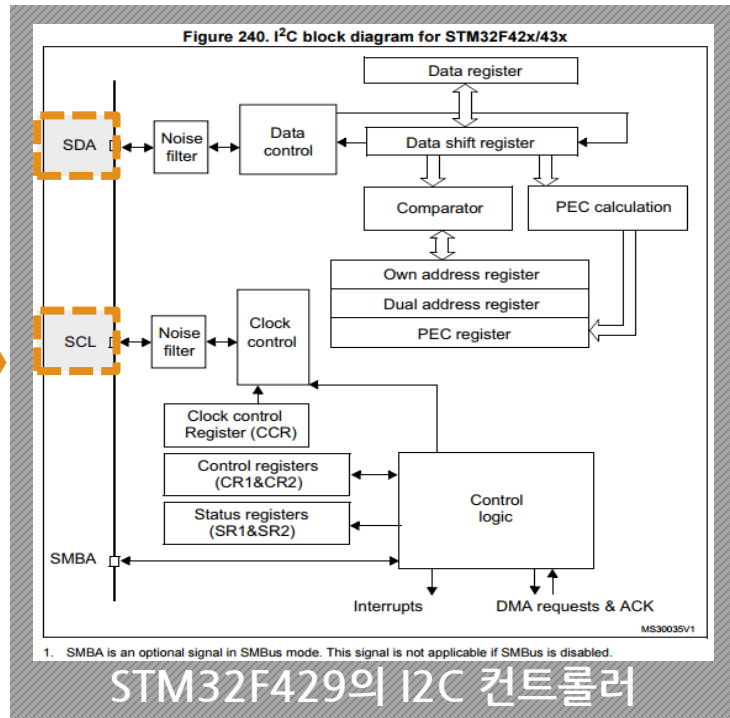 Figure 240. I2C block diagram for STM32F42x/43x
Data register
SDA
Noise
filter
Data
control
Data shift register
Comparator
PEC calculation
Own address register
Dual address register
PEC register
SCL
Noise
filter
Clock
control
Clock control
Register (CCR)
Control registers
(CR1&CR2)
Status registers
(SR1&SR2)
Control
logic
SMBA
Interrupts
DMA requests & ACK
MS30035V1
1. SMBA is an optional signal in SMBus mode. This signal is not applicable if SMBus is disabled.
STM32F429의 I2C 컨트롤러